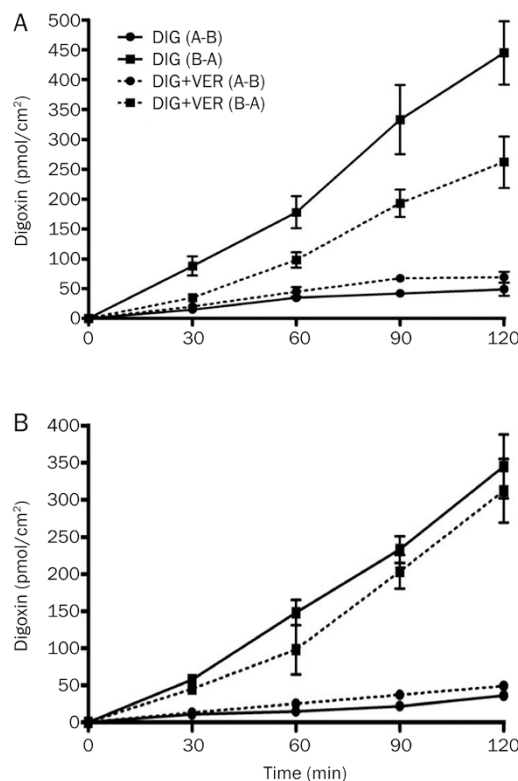 A
500
450
400
350
300
250
200
150
100
50
0
Digoxin (pmol/cm²)
DIG (A-B)
DIG (B-A)
DIG+VER (A-B)
DIG+VER (B-A)
0 30 60 90 120
B
400
350
300
250
200
150
100
50
0
Digoxin (pmol/cm²)
0 30 60 90 120
Time (min)